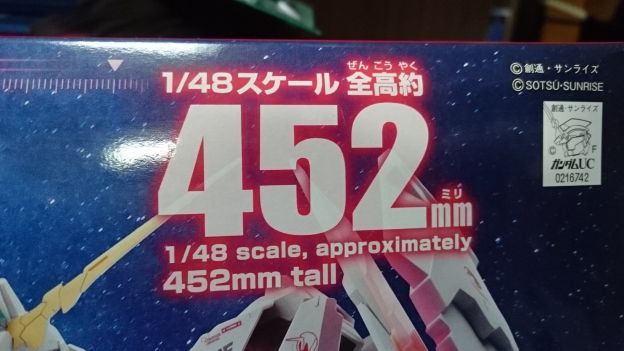 ぜん こう やく
1/48スケール 全高約
452mm
ミリ
1/48 scale, approximately
452mm tall
©創通・サンライズ
©SOTSU・SUNRISE
創通・サンライズ
© F
ガンダムUC
0216742